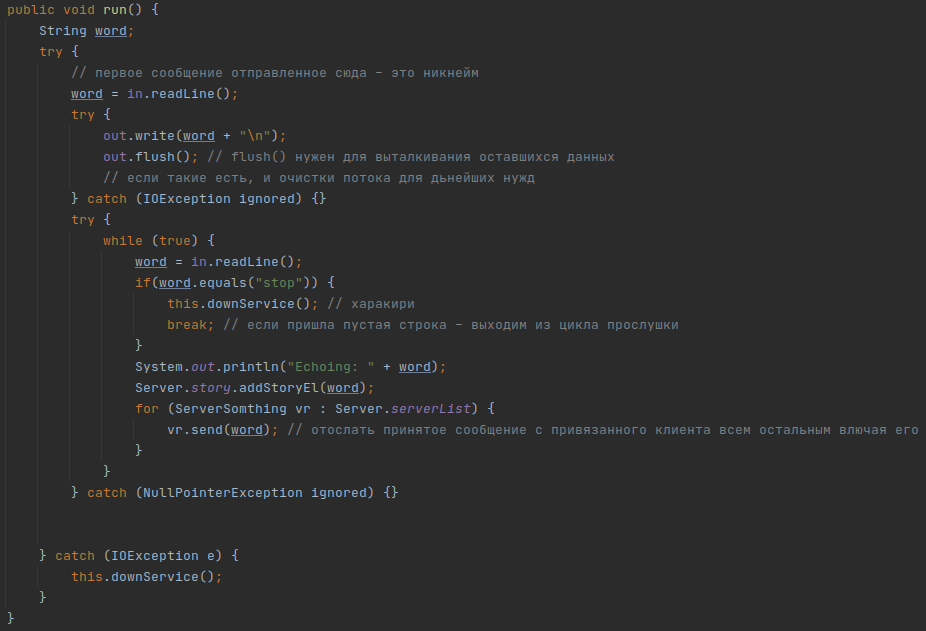 public void run() {
    String word;
    try {
        // первое сообщение отправленное сюда - это никнейм
        word = in.readLine();
        try {
            out.write(word + "\n");
            out.flush(); // flush() нужен для выталкивания оставшихся данных
            // если такие есть, и очистки потока для дьнейших нужд
        } catch (IOException ignored) {}
        try {
            while (true) {
                word = in.readLine();
                if(word.equals("stop")) {
                    this.downService(); // харакири
                    break; // если пришла пустая строка - выходим из цикла прослушки
                }
                System.out.println("Echoing: " + word);
                Server.story.addStoryEl(word);
                for (ServerSomthing vr : Server.serverList) {
                    vr.send(word); // отослать принятое сообщение с привязанного клиента всем остальным влючая его
                }
            }
        } catch (NullPointerException ignored) {}
    } catch (IOException e) {
        this.downService();
    }
}